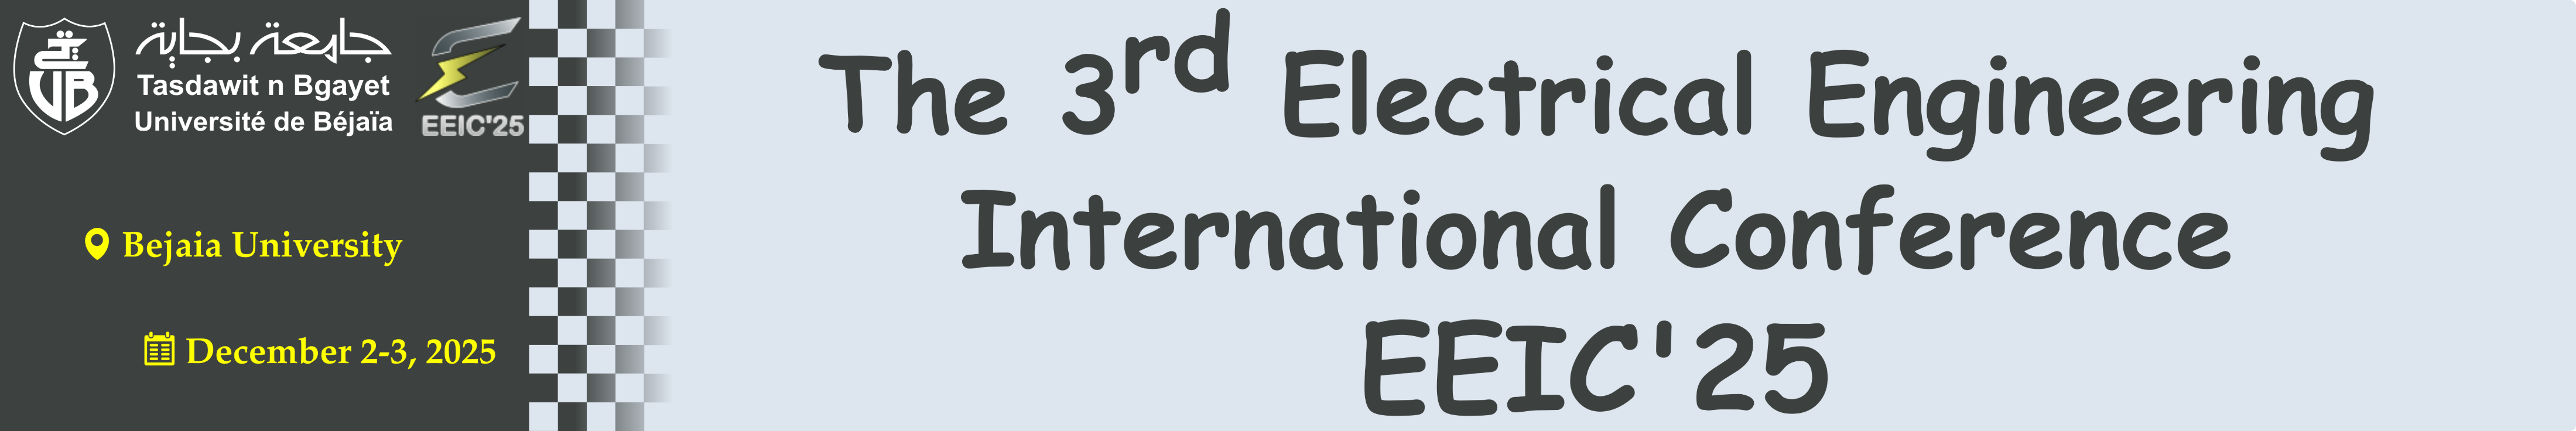 جامعة بجاية
Tasdawit n Bgayet
Université de Béjaïa
UB
EEIC'25
Bejaia University
December 2-3, 2025
The 3rd Electrical Engineering
International Conference
EEIC'25